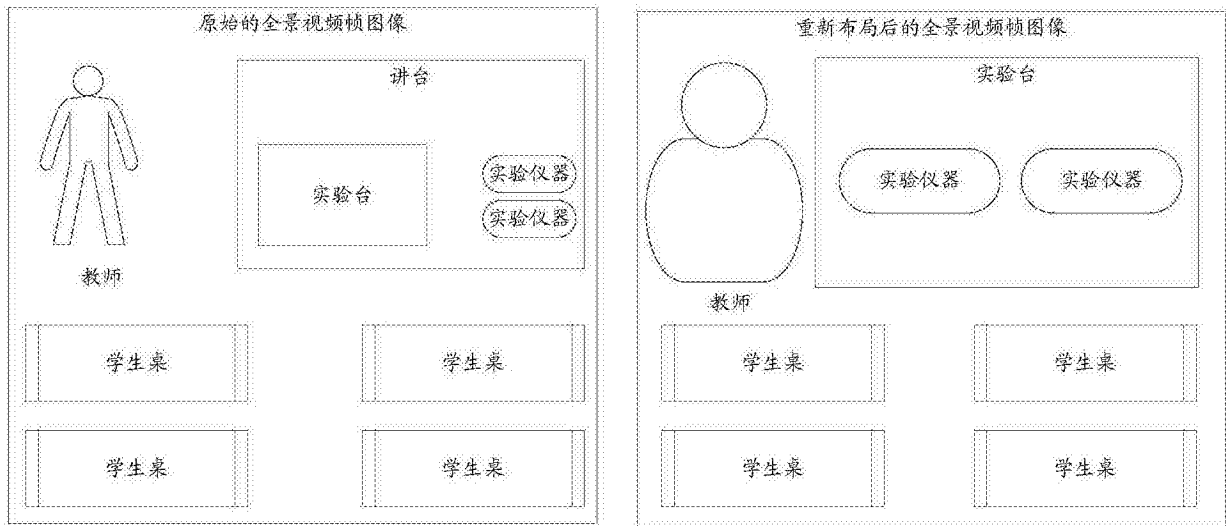 原始的全景视频帧图像
讲台
实验台
实验仪器
实验仪器
教师
学生桌
学生桌
学生桌
学生桌
重新布局后的全景视频帧图像
实验台
实验仪器
实验仪器
教师
学生桌
学生桌
学生桌
学生桌